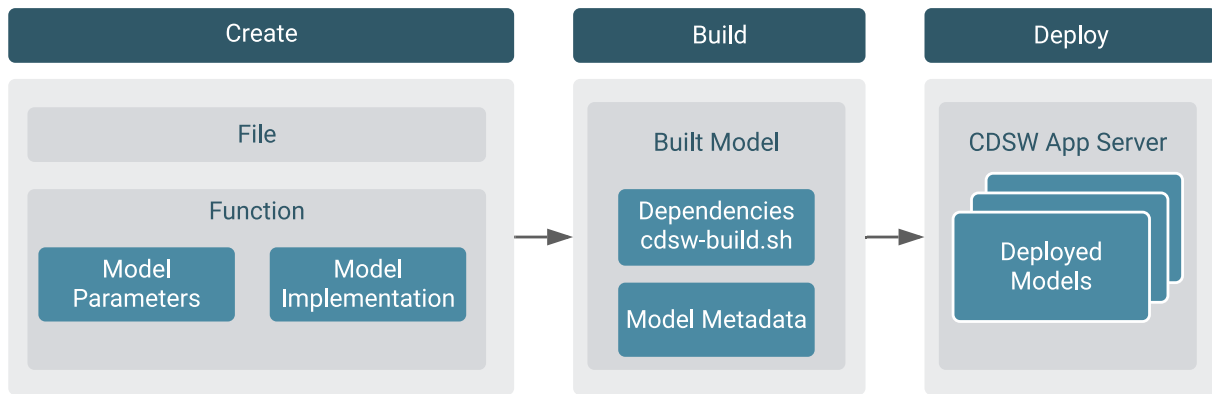 Create
File
Function
Model
Parameters
Model
Implementation
Build
Built Model
Dependencies
cdsw-build.sh
Model Metadata
Deploy
CDSW App Server
Deployed
Models